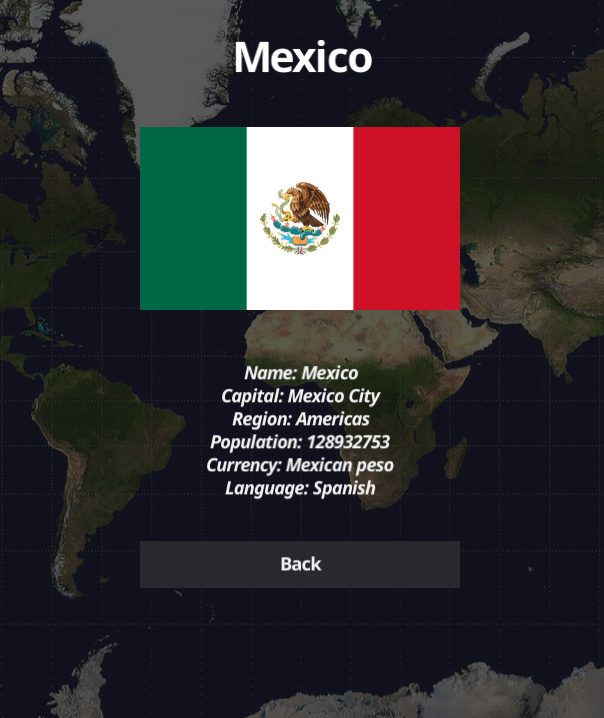 Mexico
Name: Mexico
Capital: Mexico City
Region: Americas
Population: 128932753
Currency: Mexican peso
Language: Spanish
Back